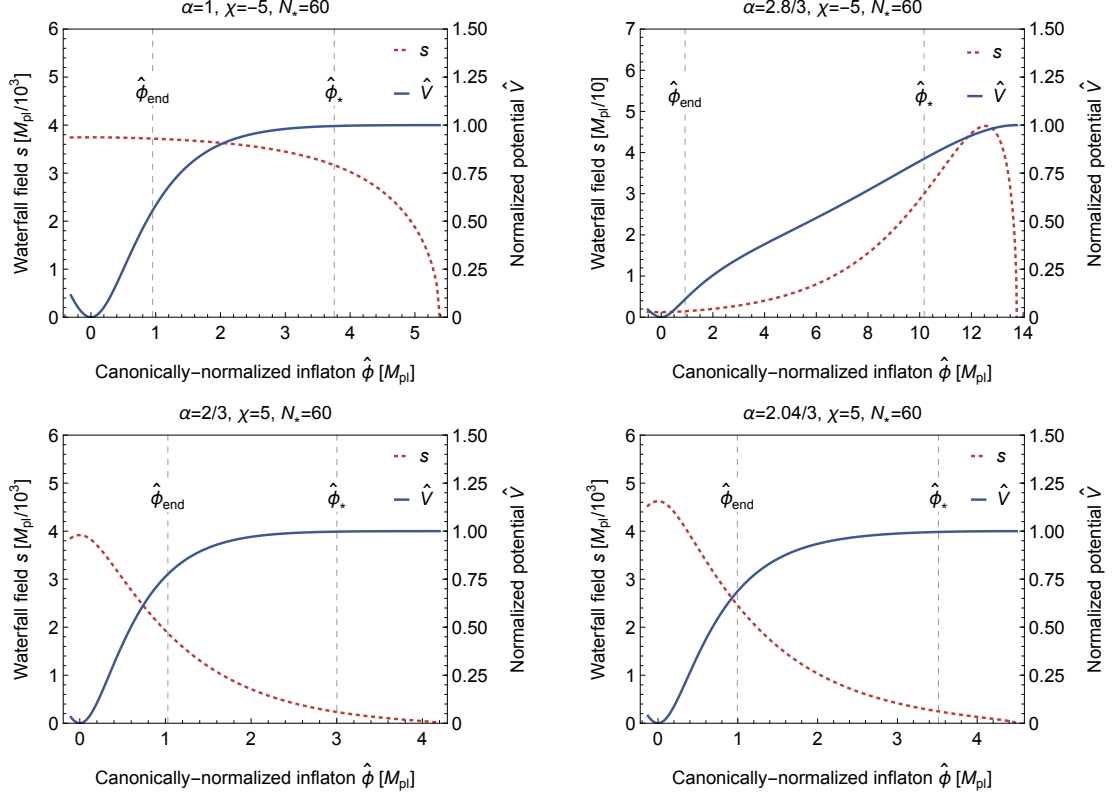 α=1, χ=−5, N*=60
6
5
4
3
2
1
0
1.50
1.25
1.00
0.75
0.50
0.25
0
s
V̂
ϕ̂end
ϕ̂*
0 1 2 3 4 5
Waterfall field s [Mpl/10³]
Normalized potential V̂
Canonically−normalized inflaton ϕ̂ [Mpl]
α=2.8/3, χ=−5, N*=60
7
6
5
4
3
2
1
0
1.50
1.25
1.00
0.75
0.50
0.25
0
s
V̂
ϕ̂end
ϕ̂*
0 2 4 6 8 10 12 14
Waterfall field s [Mpl/10]
Normalized potential V̂
Canonically−normalized inflaton ϕ̂ [Mpl]
α=2/3, χ=5, N*=60
6
5
4
3
2
1
0
1.50
1.25
1.00
0.75
0.50
0.25
0
s
V̂
ϕ̂end
ϕ̂*
0 1 2 3 4
Waterfall field s [Mpl/10³]
Normalized potential V̂
Canonically−normalized inflaton ϕ̂ [Mpl]
α=2.04/3, χ=5, N*=60
6
5
4
3
2
1
0
1.50
1.25
1.00
0.75
0.50
0.25
0
s
V̂
ϕ̂end
ϕ̂*
0 1 2 3 4
Waterfall field s [Mpl/10³]
Normalized potential V̂
Canonically−normalized inflaton ϕ̂ [Mpl]